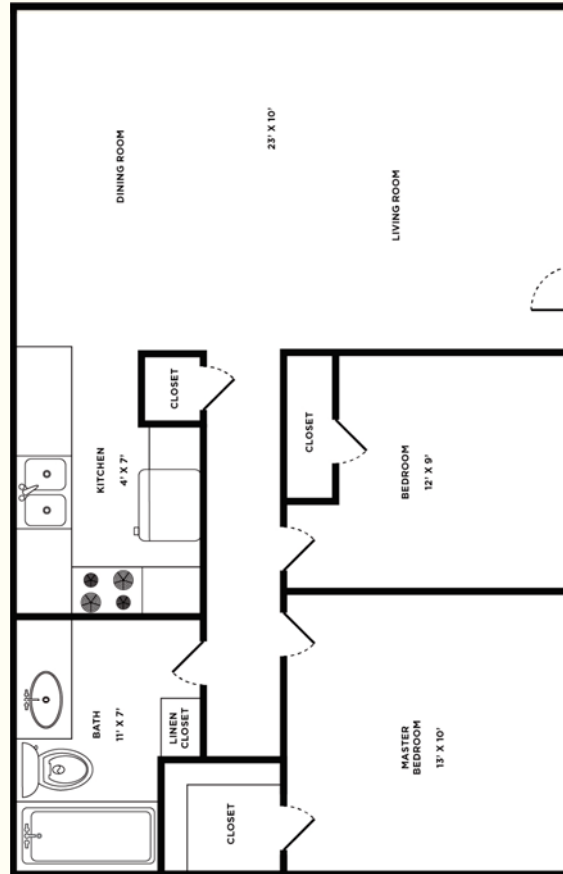 DINING ROOM
23' X 10'
LIVING ROOM
CLOSET
KITCHEN
4' X 7'
CLOSET
BEDROOM
12' X 9'
BATH
11' X 7'
LINEN
CLOSET
CLOSET
MASTER
BEDROOM
13' X 10'